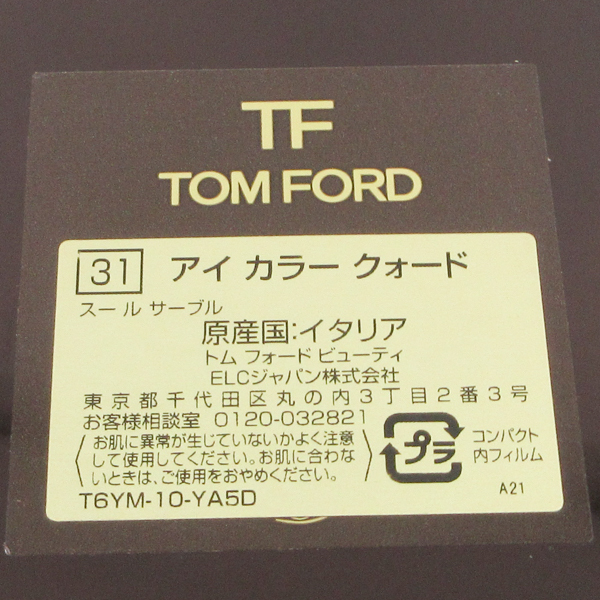 TF
TOM FORD
31 アイ カラー クォード
スール サーブル
原産国:イタリア
トム フォード ビューティ
ELCジャパン株式会社
東京都千代田区丸の内3丁目2番3号
お客様相談室 0120-032821
お肌に異常が生じていないかよく注意
して使用してください。お肌に合わな
いときは、ご使用をおやめください。
プラ
コンパクト
内フィルム
T6YM-10-YA5D
A21